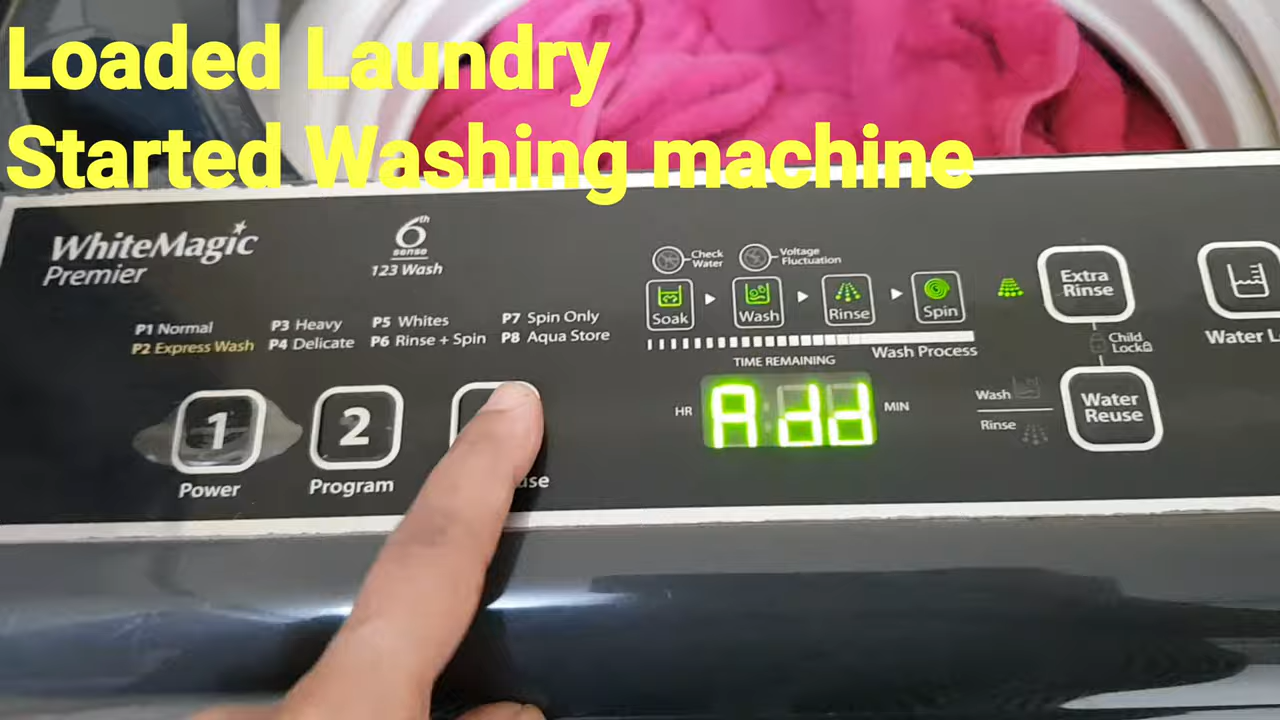 Loaded Laundry
Started Washing machine
WhiteMagic
Premier
6th
sense
123 Wash
P1 Normal
P2 Express Wash
P3 Heavy
P4 Delicate
P5 Whites
P6 Rinse + Spin
P7 Spin Only
P8 Aqua Store
1
Power
2
Program
Check
Water
Voltage
Fluctuation
Soak
Wash
Rinse
Spin
Wash Process
TIME REMAINING
HR
Add
MIN
Extra
Rinse
Child
Lock
Wash
Rinse
Water
Reuse
Water